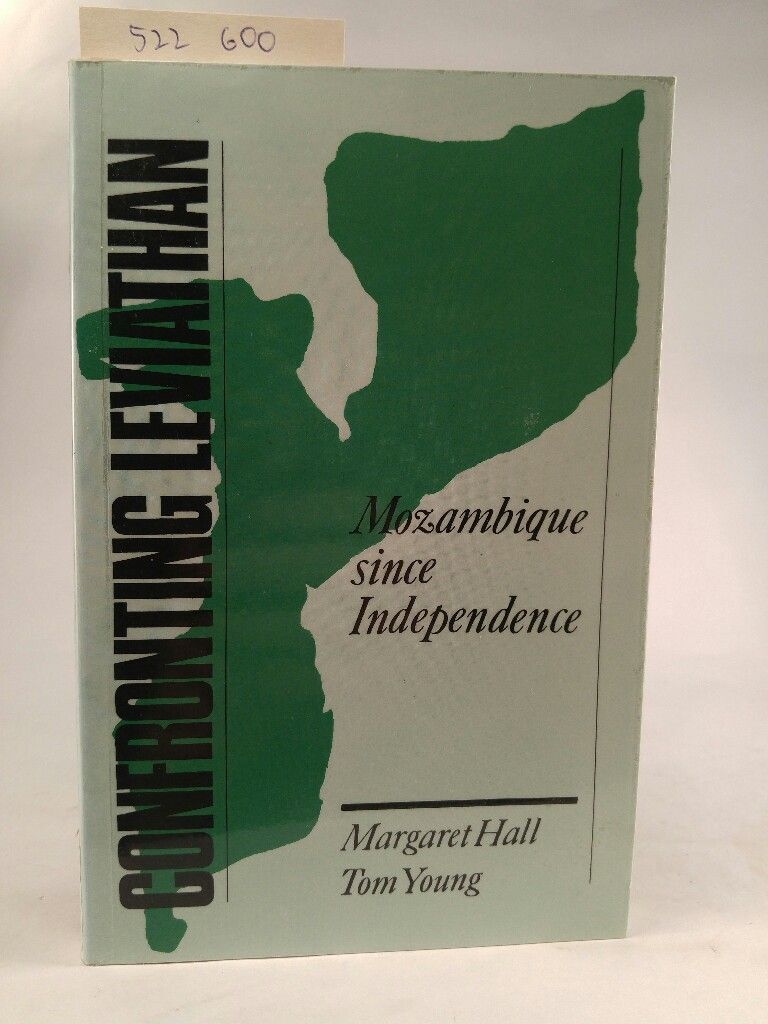 522 600
CONFRONTING LEVIATHAN
Mozambique
since
Independence
Margaret Hall
Tom Young